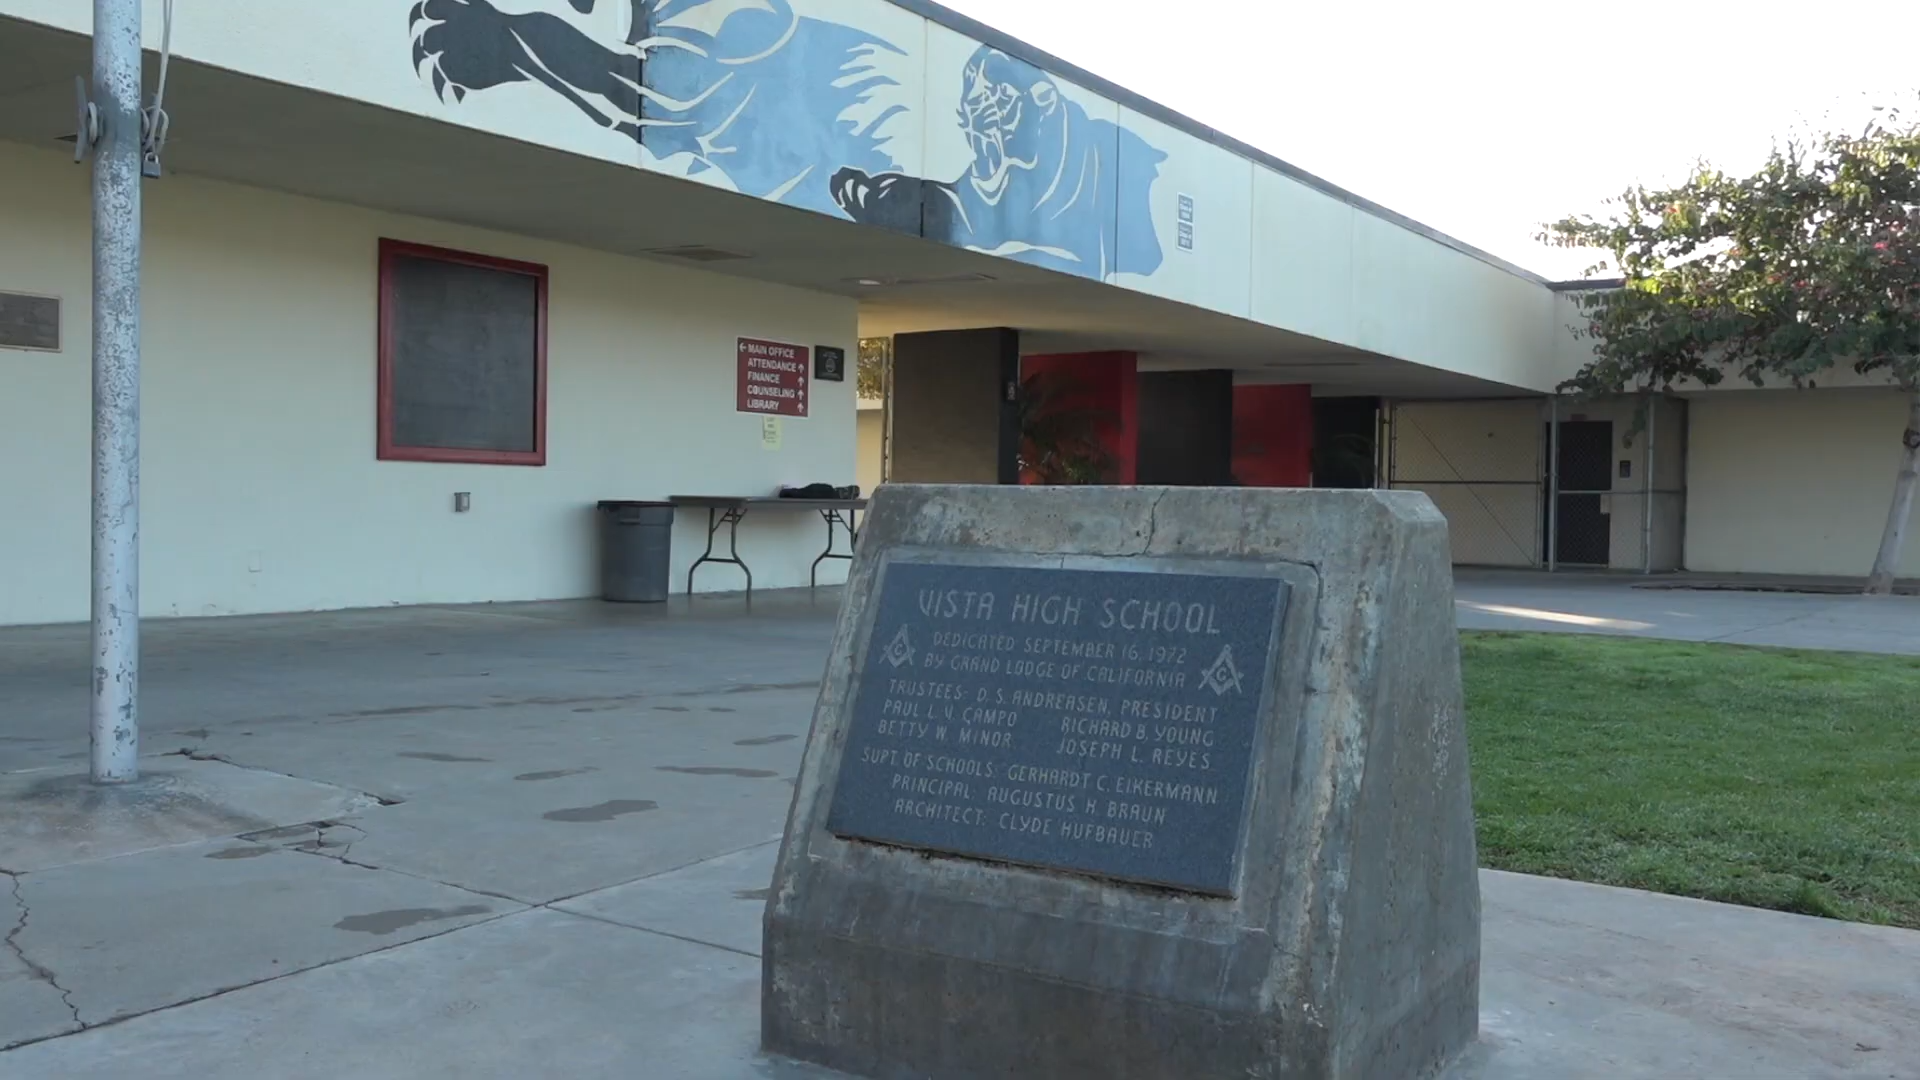 ← MAIN OFFICE
ATTENDANCE ↑
FINANCE ↑
COUNSELING ↑
LIBRARY ↑
VISTA HIGH SCHOOL
DEDICATED SEPTEMBER 16, 1972
BY GRAND LODGE OF CALIFORNIA
G G
TRUSTEES: D. S. ANDREASEN, PRESIDENT
PAUL L. V. CAMPO RICHARD B. YOUNG
BETTY W. MINOR JOSEPH L. REYES
SUPT. OF SCHOOLS: GERHARDT C. EIKERMANN
PRINCIPAL: AUGUSTUS H. BRAUN
ARCHITECT: CLYDE HUFBAUER